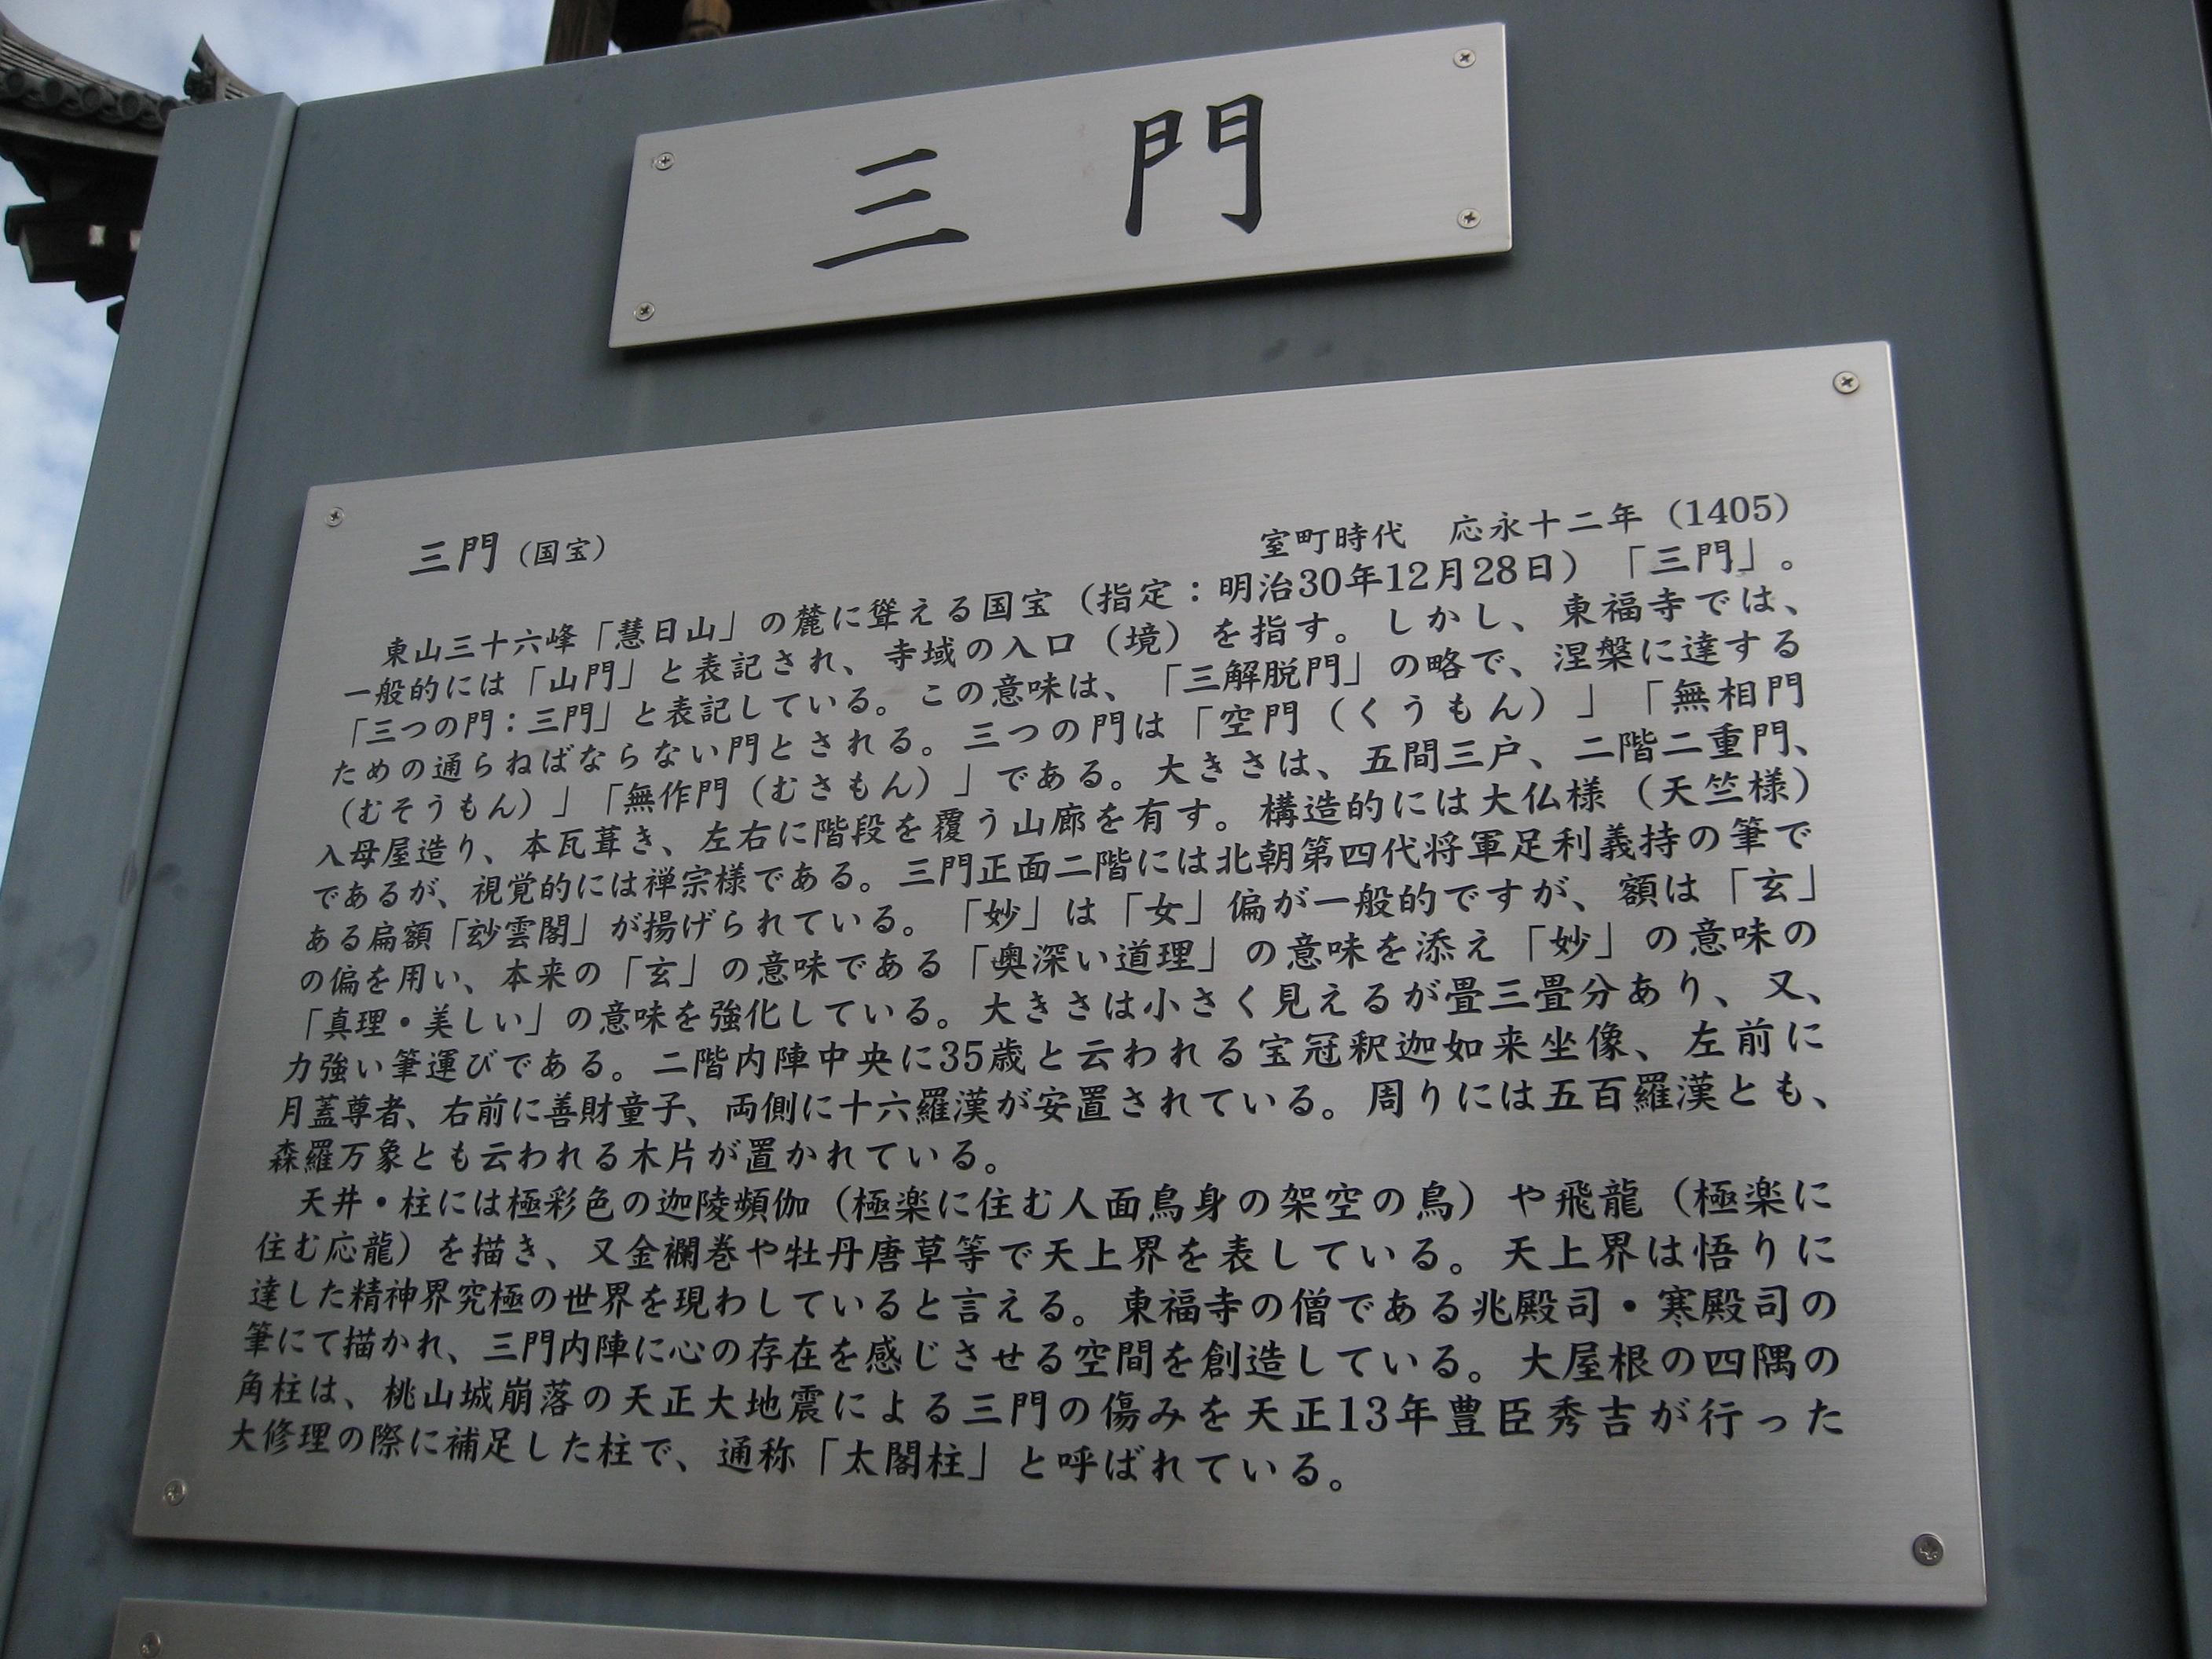 三門
三門（国宝）
室町時代　応永十二年（1405）
東山三十六峰「慧日山」の麓に聳える国宝（指定：明治30年12月28日）「三門」。
一般的には「山門」と表記され、寺域の入口（境）を指す。しかし、東福寺では、
「三つの門：三門」と表記している。この意味は、「三解脱門」の略で、涅槃に達する
ための通らねばならない門とされる。三つの門は「空門（くうもん）」「無相門
（むそうもん）」「無作門（むさもん）」である。大きさは、五間三戸、二階二重門、
入母屋造り、本瓦葺き、左右に階段を覆う山廊を有す。構造的には大仏様（天竺様）
であるが、視覚的には禅宗様である。三門正面二階には北朝第四代将軍足利義持の筆で
ある扁額「玅雲閣」が揚げられている。「妙」は「女」偏が一般的ですが、額は「玄」
の偏を用い、本来の「玄」の意味である「奥深い道理」の意味を添え「妙」の意味の
「真理・美しい」の意味を強化している。大きさは小さく見えるが畳三畳分あり、又、
力強い筆運びである。二階内陣中央に35歳と云われる宝冠釈迦如来坐像、左前に
月蓋尊者、右前に善財童子、両側に十六羅漢が安置されている。周りには五百羅漢とも、
森羅万象とも云われる木片が置かれている。
天井・柱には極彩色の迦陵頻伽（極楽に住む人面鳥身の架空の鳥）や飛龍（極楽に
住む応龍）を描き、又金襴巻や牡丹唐草等で天上界を表している。天上界は悟りに
達した精神界究極の世界を現わしていると言える。東福寺の僧である兆殿司・寒殿司の
筆にて描かれ、三門内陣に心の存在を感じさせる空間を創造している。大屋根の四隅の
角柱は、桃山城崩落の天正大地震による三門の傷みを天正13年豊臣秀吉が行った
大修理の際に補足した柱で、通称「太閤柱」と呼ばれている。